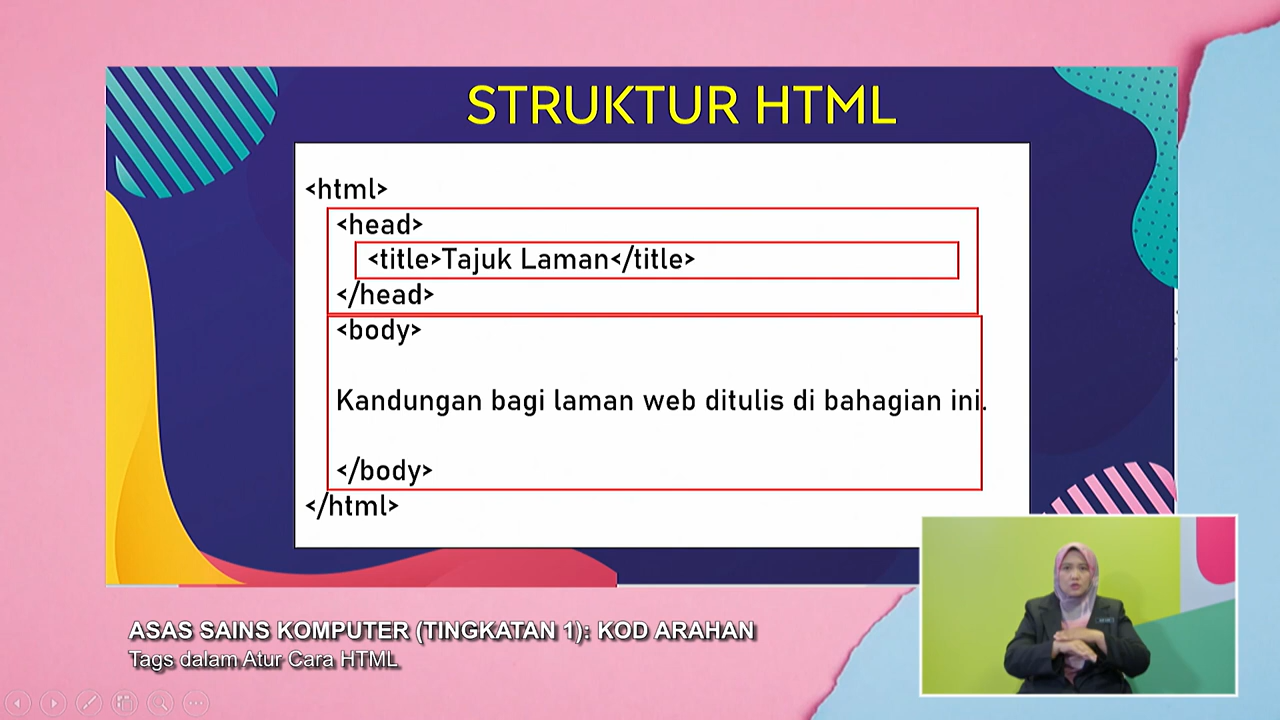 STRUKTUR HTML
<html>
<head>
<title>Tajuk Laman</title>
</head>
<body>
Kandungan bagi laman web ditulis di bahagian ini.
</body>
</html>
ASAS SAINS KOMPUTER (TINGKATAN 1): KOD ARAHAN
Tags dalam Atur Cara HTML